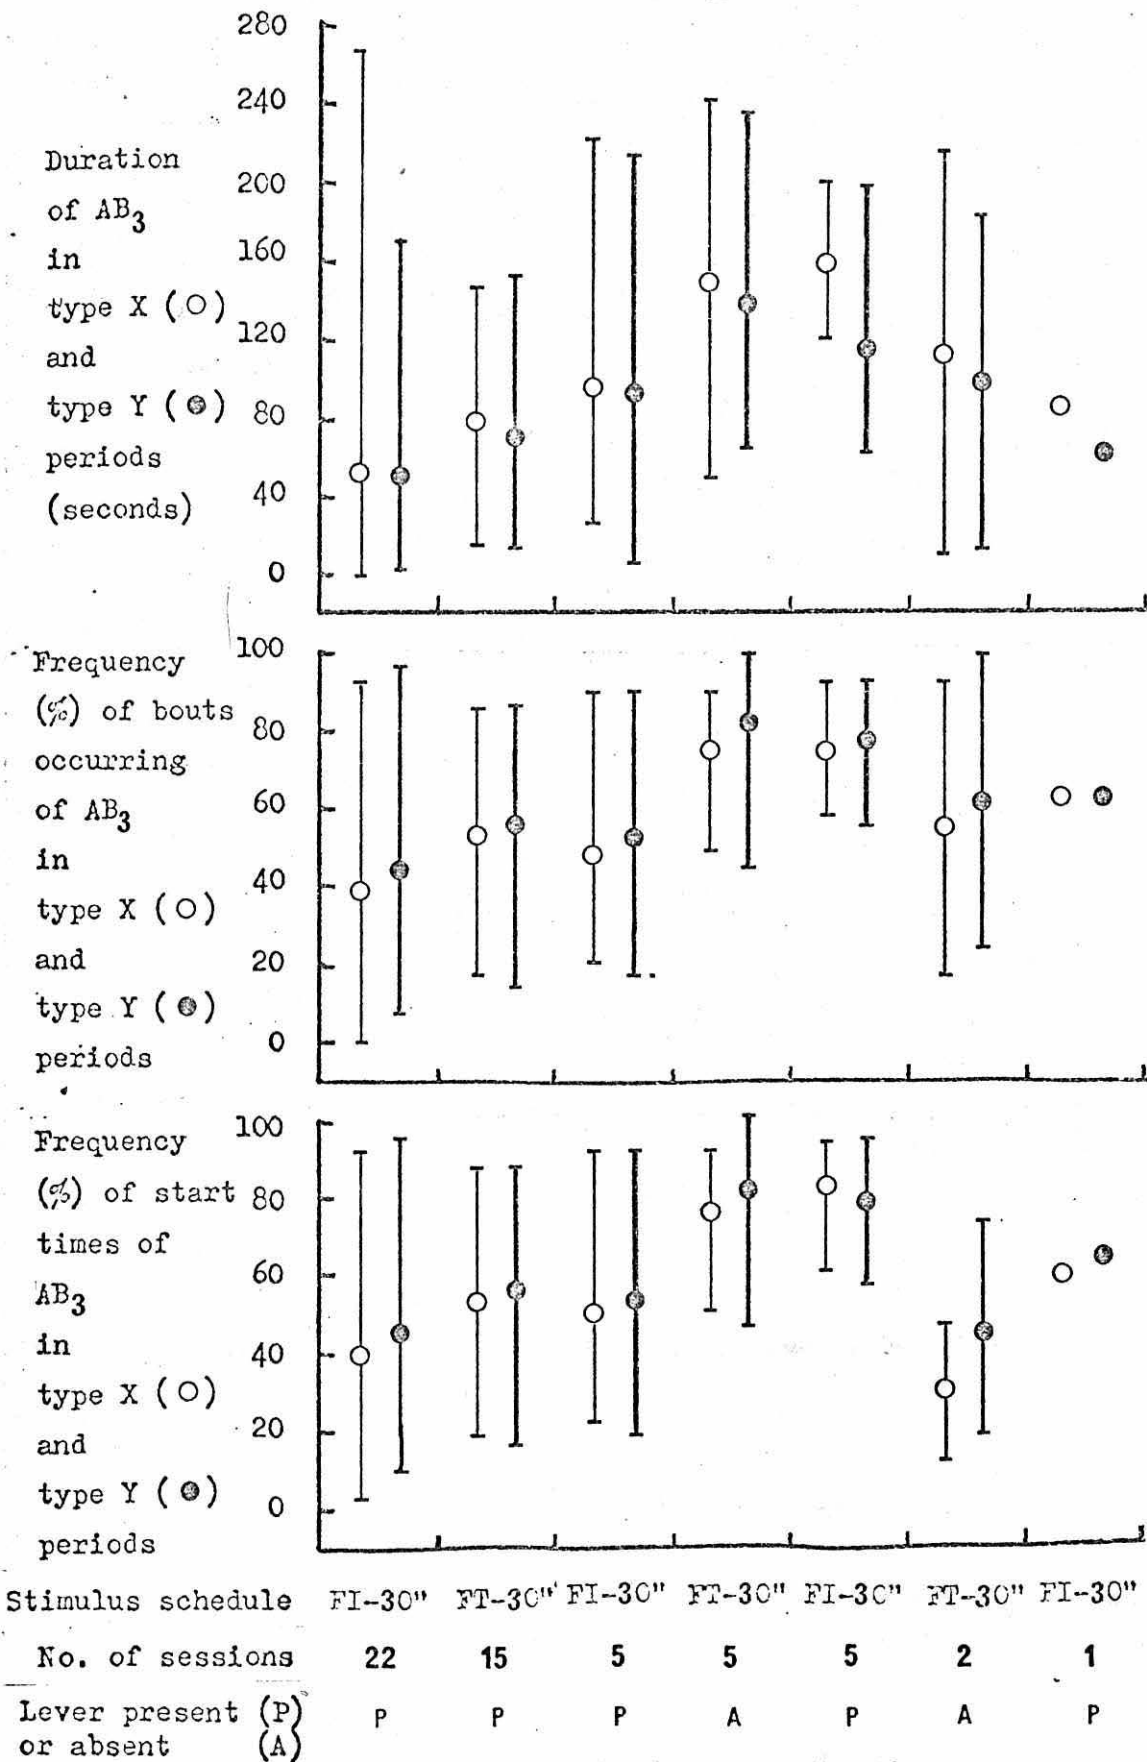 280
240
200
160
120
80
40
0
Duration
of AB3
in
type X (○)
and
type Y (●)
periods
(seconds)
100
80
60
40
20
0
Frequency
(%) of bouts
occurring
of AB3
in
type X (○)
and
type Y (●)
periods
100
80
60
40
20
0
Frequency
(%) of start
times of
AB3
in
type X (○)
and
type Y (●)
periods
Stimulus schedule FI-30" FT-30" FI-30" FT-30" FI-30" FT-30" FI-30"
No. of sessions 22 15 5 5 5 2 1
Lever present (P) P P P A P A P
or absent (A)